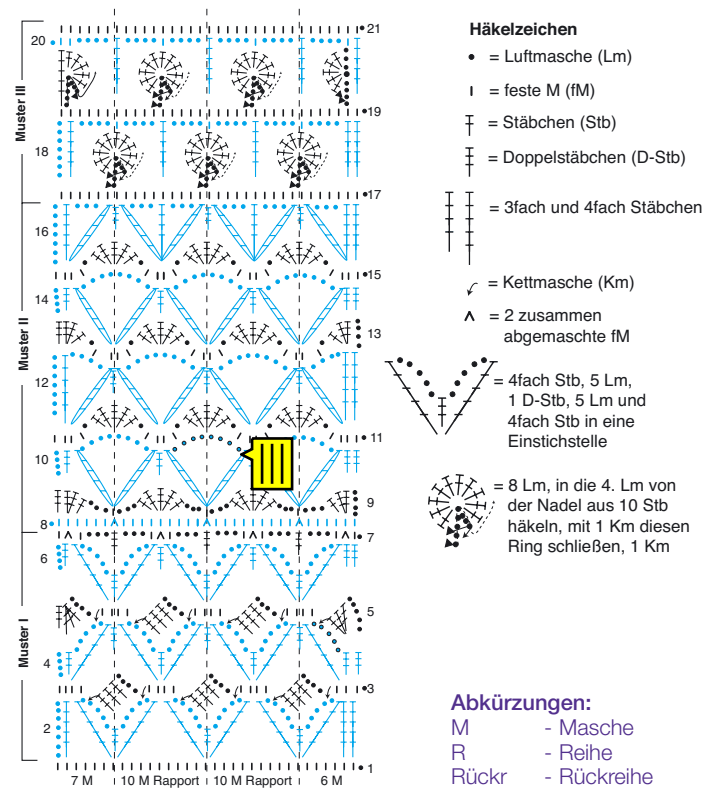 Häkelzeichen
= Luftmasche (Lm)
= feste M (fM)
= Stäbchen (Stb)
= Doppelstäbchen (D-Stb)
= 3fach und 4fach Stäbchen
= Kettmasche (Km)
= 2 zusammen
abgemaschte fM
= 4fach Stb, 5 Lm,
1 D-Stb, 5 Lm und
4fach Stb in eine
Einstichstelle
= 8 Lm, in die 4. Lm von
der Nadel aus 10 Stb
häkeln, mit 1 Km diesen
Ring schließen, 1 Km
Abkürzungen:
M - Masche
R - Reihe
Rückr - Rückreihe
Muster III
Muster II
Muster I
21
20
19
18
17
16
15
14
13
12
11
10
9
8
7
6
5
4
3
2
1
7 M 10 M Rapport 10 M Rapport 6 M